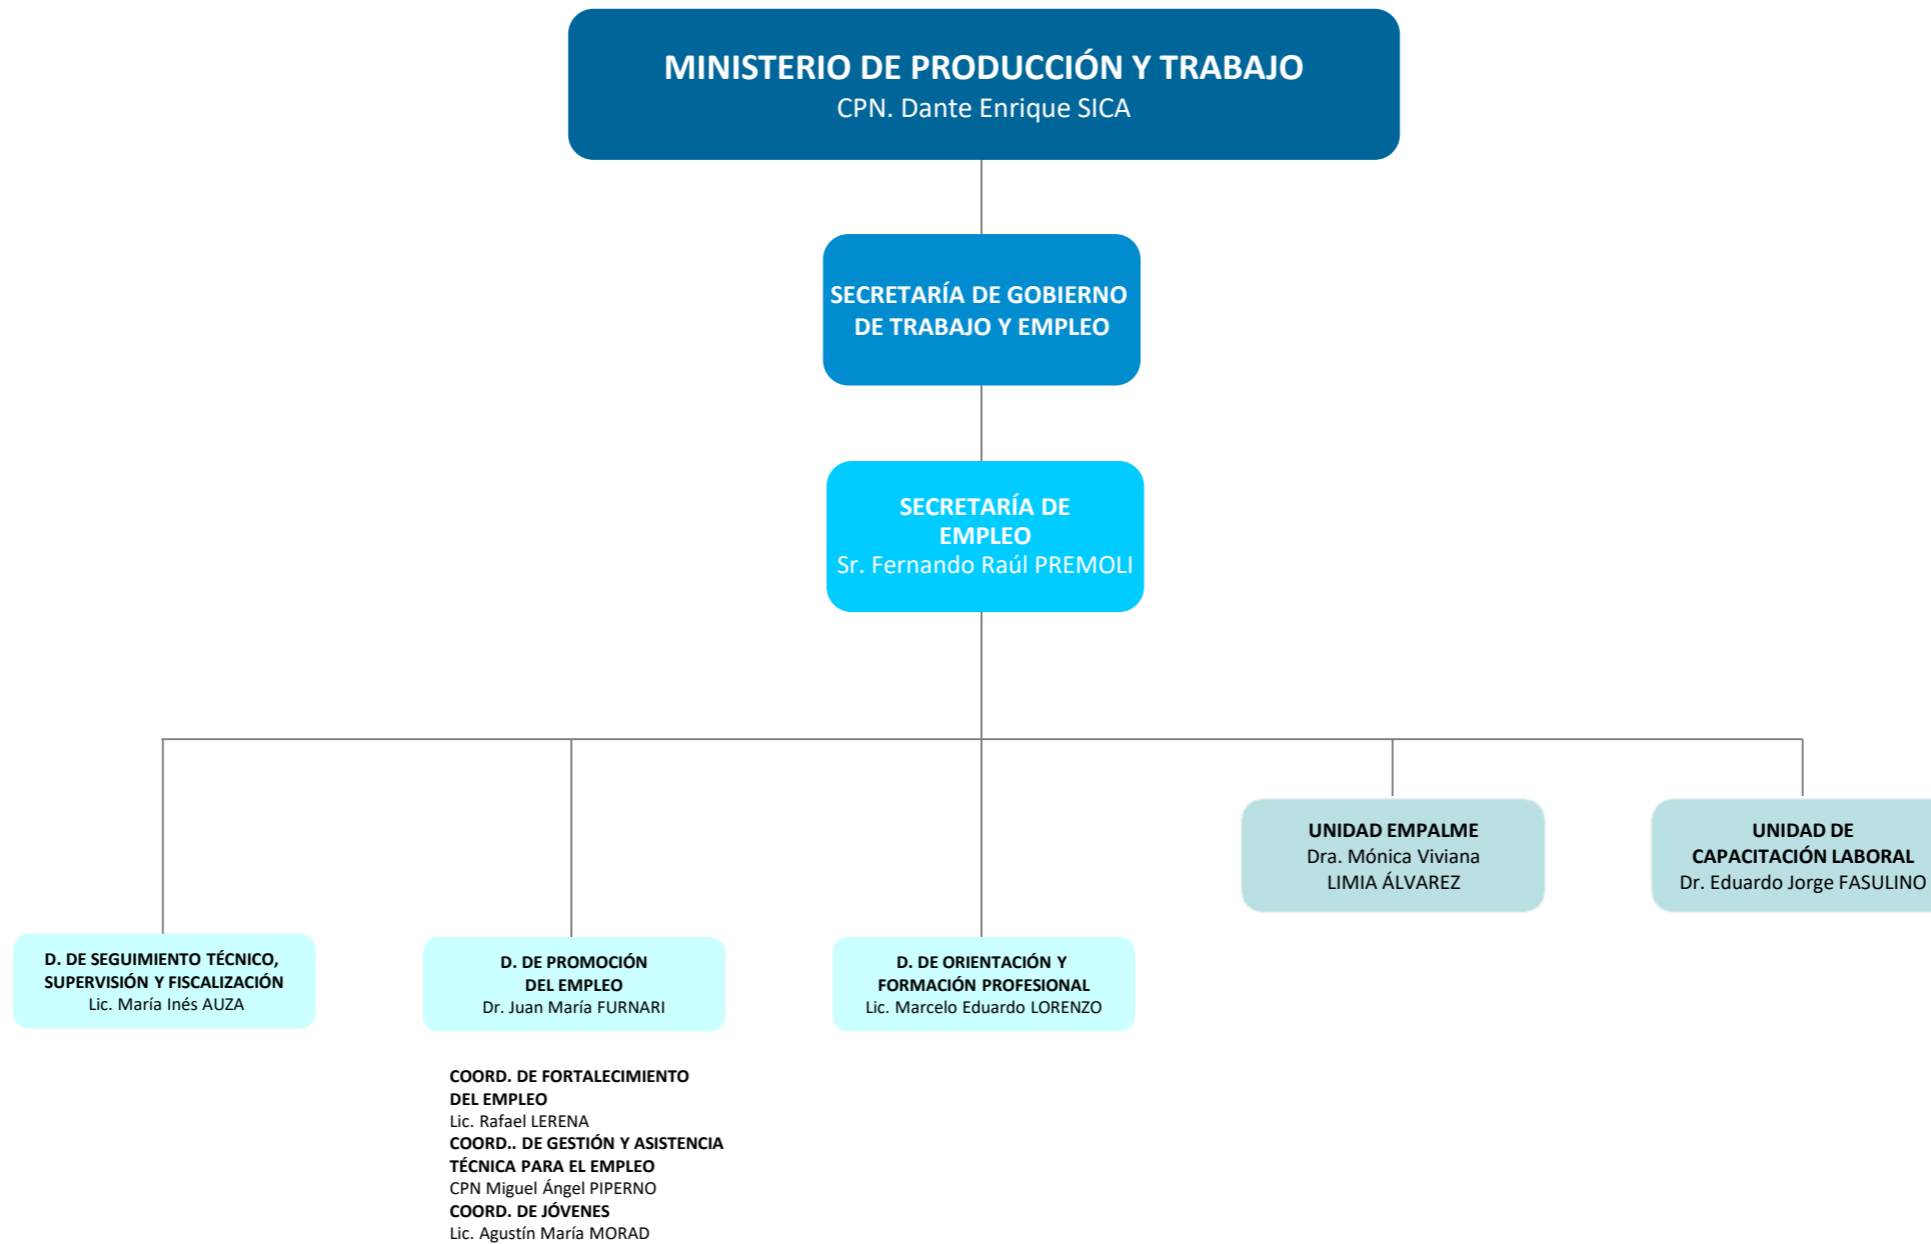 MINISTERIO DE PRODUCCIÓN Y TRABAJO
CPN. Dante Enrique SICA
SECRETARÍA DE GOBIERNO
DE TRABAJO Y EMPLEO
SECRETARÍA DE
EMPLEO
Sr. Fernando Raúl PREMOLI
UNIDAD EMPALME
Dra. Mónica Viviana
LIMIA ÁLVAREZ
UNIDAD DE
CAPACITACIÓN LABORAL
Dr. Eduardo Jorge FASULINO
D. DE SEGUIMIENTO TÉCNICO,
SUPERVISIÓN Y FISCALIZACIÓN
Lic. María Inés AUZA
D. DE PROMOCIÓN
DEL EMPLEO
Dr. Juan María FURNARI
D. DE ORIENTACIÓN Y
FORMACIÓN PROFESIONAL
Lic. Marcelo Eduardo LORENZO
COORD. DE FORTALECIMIENTO
DEL EMPLEO
Lic. Rafael LERENA
COORD.. DE GESTIÓN Y ASISTENCIA
TÉCNICA PARA EL EMPLEO
CPN Miguel Ángel PIPERNO
COORD. DE JÓVENES
Lic. Agustín María MORAD